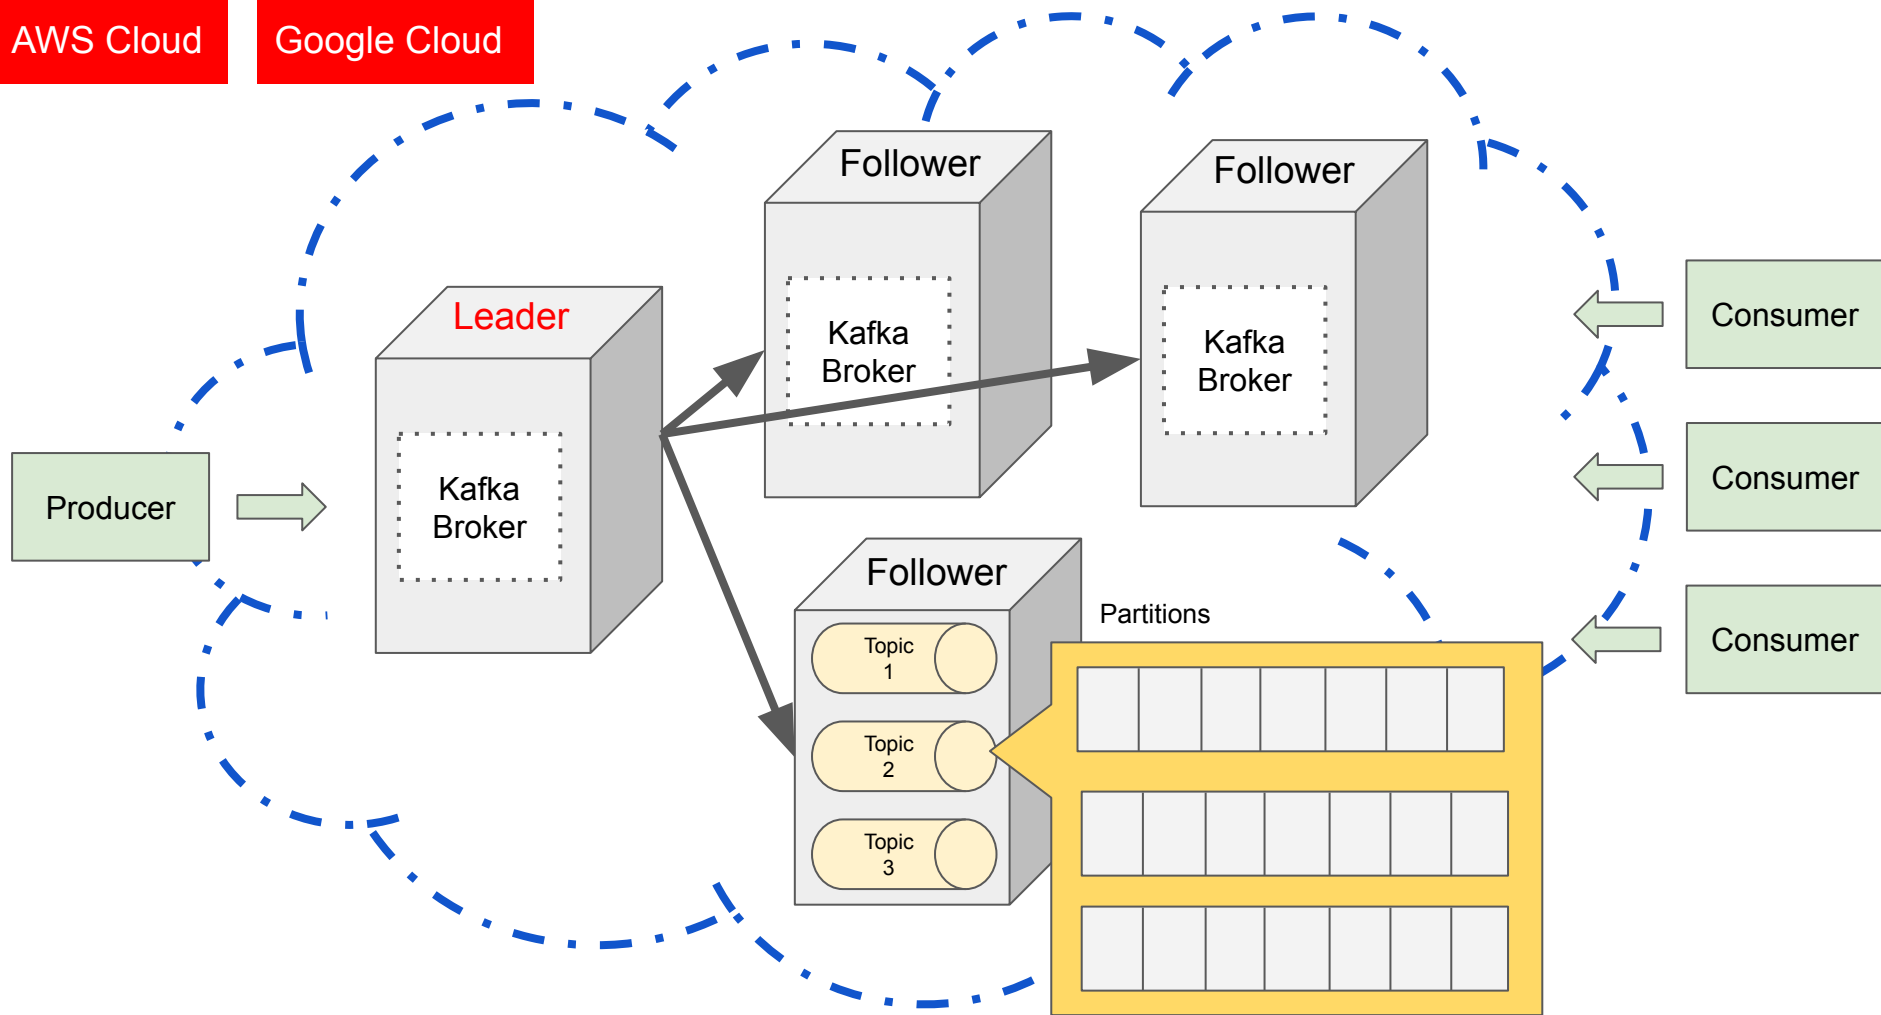 AWS Cloud
Google Cloud
Follower
Follower
Leader
Kafka
Broker
Kafka
Broker
Kafka
Broker
Producer
Consumer
Consumer
Consumer
Follower
Topic
1
Topic
2
Topic
3
Partitions